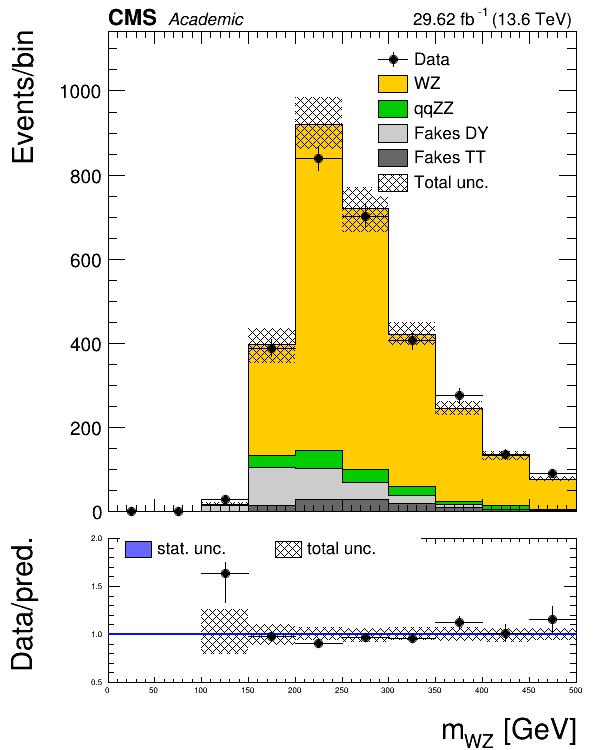 CMS Academic 29.62 fb⁻¹ (13.6 TeV)
Events/bin
1000
800
600
400
200
0
Data
WZ
qqZZ
Fakes DY
Fakes TT
Total unc.
Data/pred.
2.0
1.5
1.0
0.5
stat. unc. total unc.
0 50 100 150 200 250 300 350 400 450 500
m_WZ [GeV]